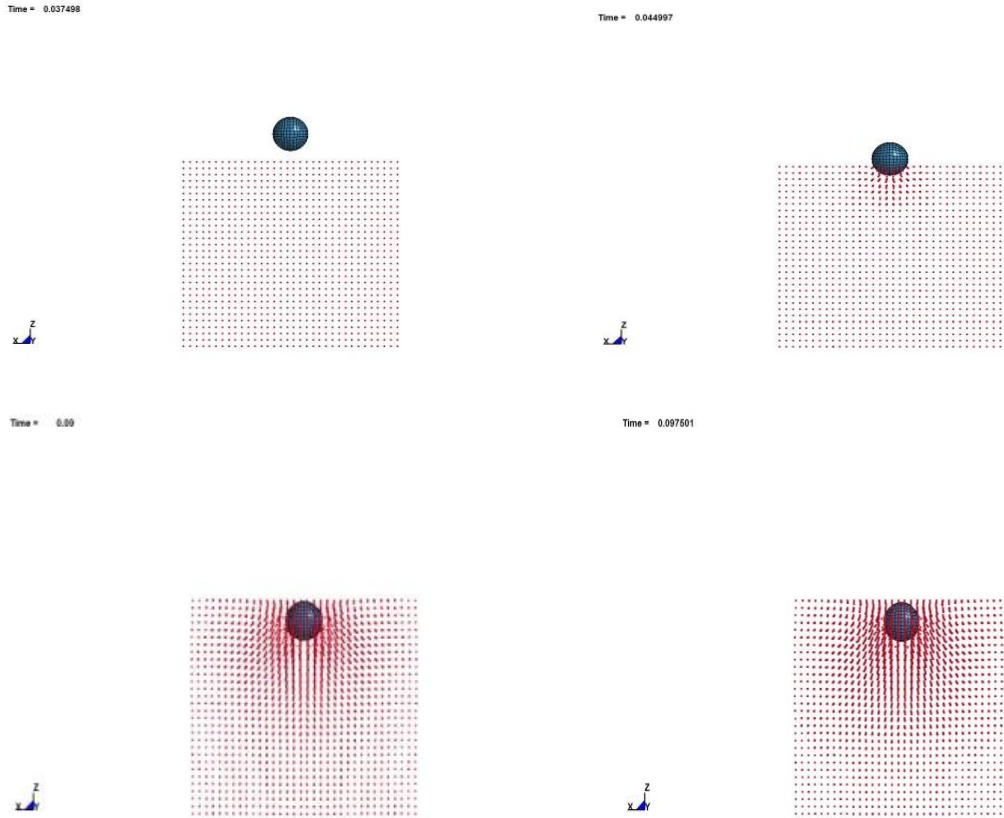 Time = 0.037498
Time = 0.044997
Z
X Y
Z
X Y
Time = 0.09
Time = 0.097501
Z
X Y
Z
X Y